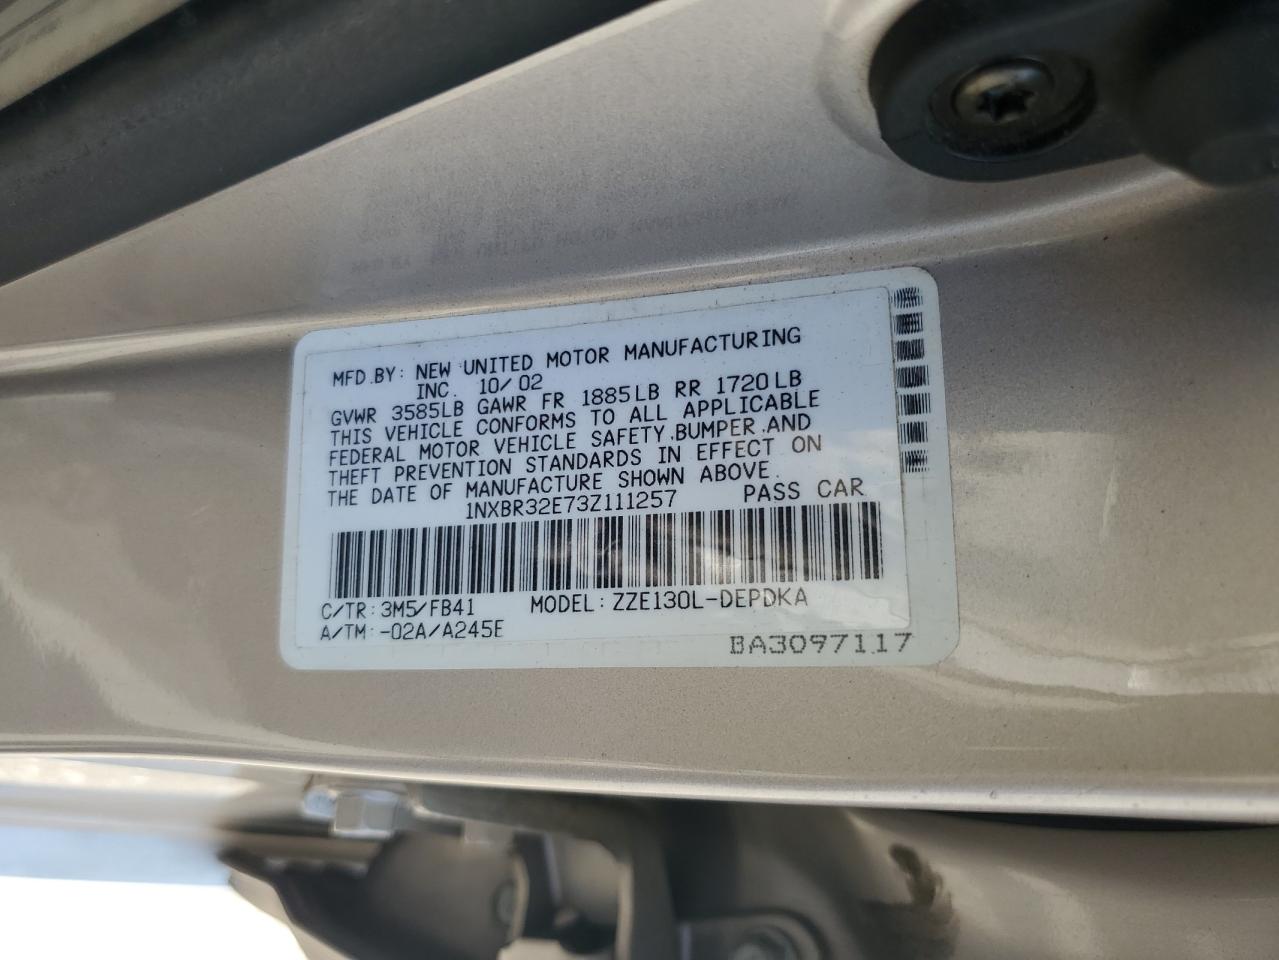 MFD.BY: NEW UNITED MOTOR MANUFACTURING
INC. 10/02
GVWR 3585LB GAWR FR 1885LB RR 1720LB
THIS VEHICLE CONFORMS TO ALL APPLICABLE
FEDERAL MOTOR VEHICLE SAFETY,BUMPER,AND
THEFT PREVENTION STANDARDS IN EFFECT ON
THE DATE OF MANUFACTURE SHOWN ABOVE.
1NXBR32E73Z111257 PASS CAR
C/TR:3M5/FB41 MODEL:ZZE130L-DEPDKA
A/TM:-02A/A245E
BA3097117